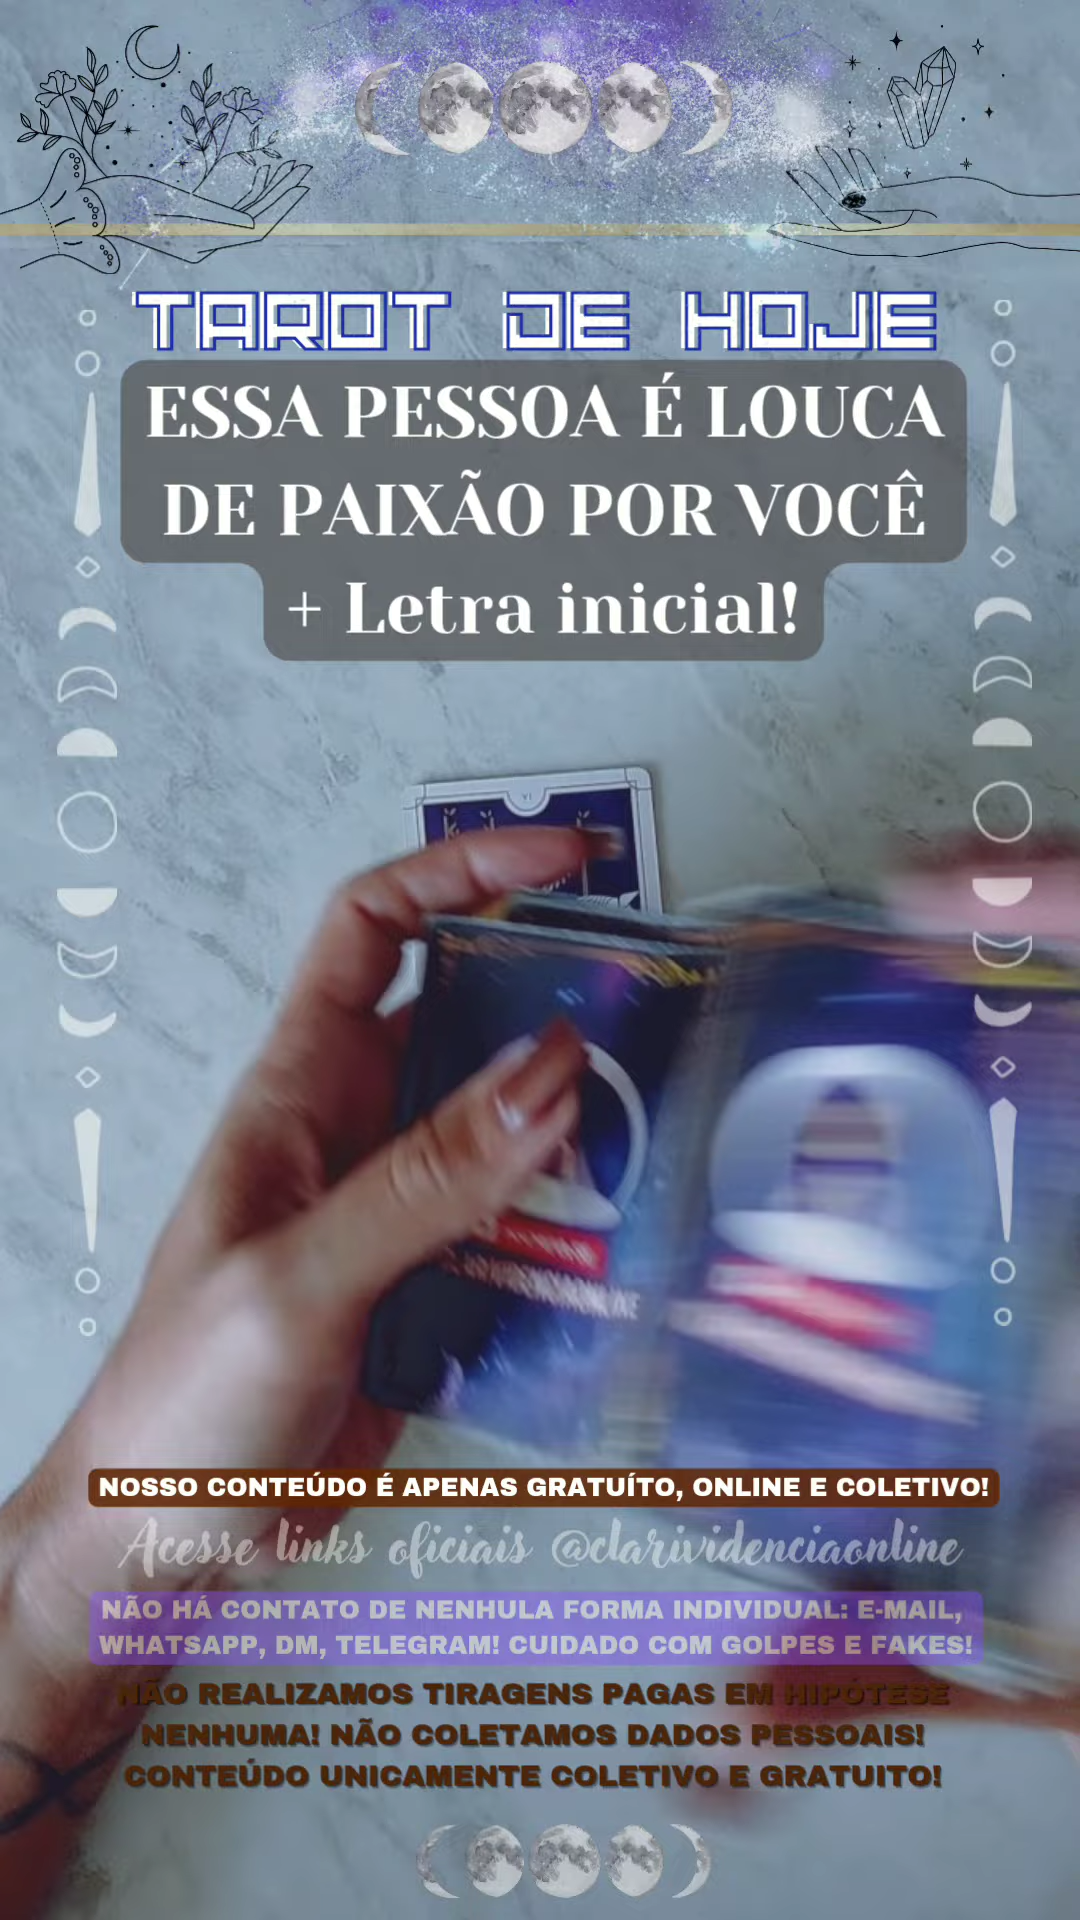 TAROT DE HOJE
ESSA PESSOA É LOUCA
DE PAIXÃO POR VOCÊ
+ Letra inicial!
VI
NOSSO CONTEÚDO É APENAS GRATUÍTO, ONLINE E COLETIVO!
Acesse links oficiais @clarividenciaonline
NÃO HÁ CONTATO DE NENHULA FORMA INDIVIDUAL: E-MAIL,
WHATSAPP, DM, TELEGRAM! CUIDADO COM GOLPES E FAKES!
NÃO REALIZAMOS TIRAGENS PAGAS EM HIPÓTESE
NENHUMA! NÃO COLETAMOS DADOS PESSOAIS!
CONTEÚDO UNICAMENTE COLETIVO E GRATUITO!